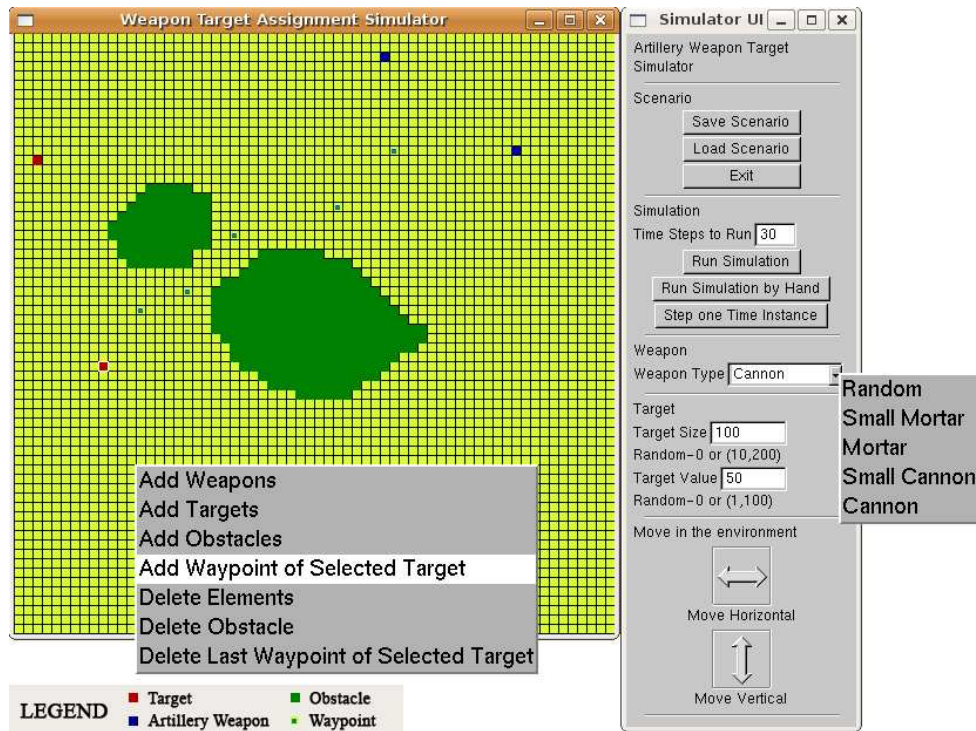 Weapon Target Assignment Simulator
Add Weapons
Add Targets
Add Obstacles
Add Waypoint of Selected Target
Delete Elements
Delete Obstacle
Delete Last Waypoint of Selected Target
LEGEND
Target
Obstacle
Artillery Weapon
Waypoint
Simulator UI
Artillery Weapon Target
Simulator
Scenario
Save Scenario
Load Scenario
Exit
Simulation
Time Steps to Run 30
Run Simulation
Run Simulation by Hand
Step one Time Instance
Weapon
Weapon Type Cannon
Random
Small Mortar
Mortar
Small Cannon
Cannon
Target
Target Size 100
Random-0 or (10,200)
Target Value 50
Random-0 or (1,100)
Move in the environment
Move Horizontal
Move Vertical